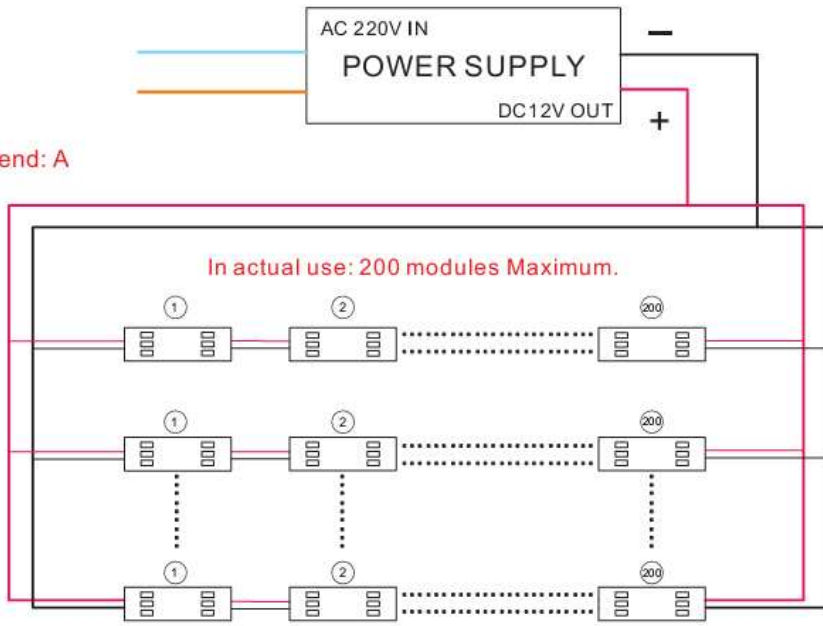 AC 220V IN
—
POWER SUPPLY
DC12V OUT
+
end: A
In actual use: 200 modules Maximum.
1 2 200
1 2 200
1 2 200